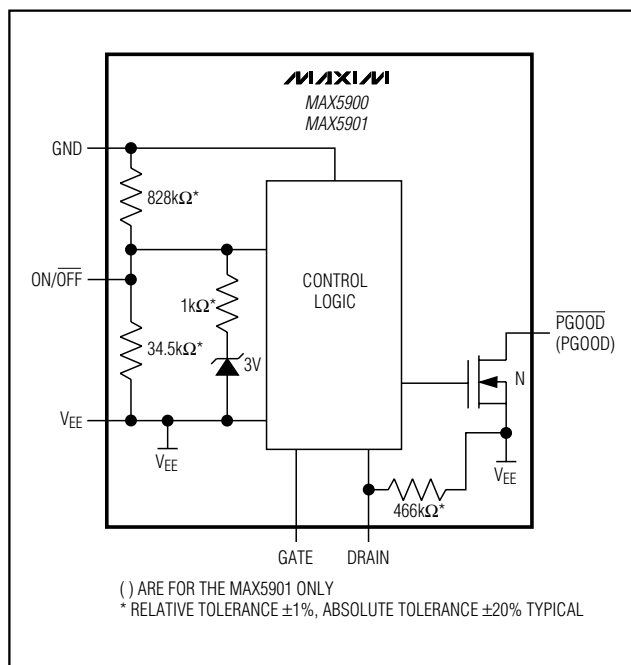 MAXIM
MAX5900
MAX5901
GND
828kΩ*
ON/OFF
1kΩ*
CONTROL
LOGIC
PGOOD
(PGOOD)
34.5kΩ*
3V
N
VEE
VEE
VEE
466kΩ*
GATE
DRAIN
( ) ARE FOR THE MAX5901 ONLY
* RELATIVE TOLERANCE ±1%, ABSOLUTE TOLERANCE ±20% TYPICAL